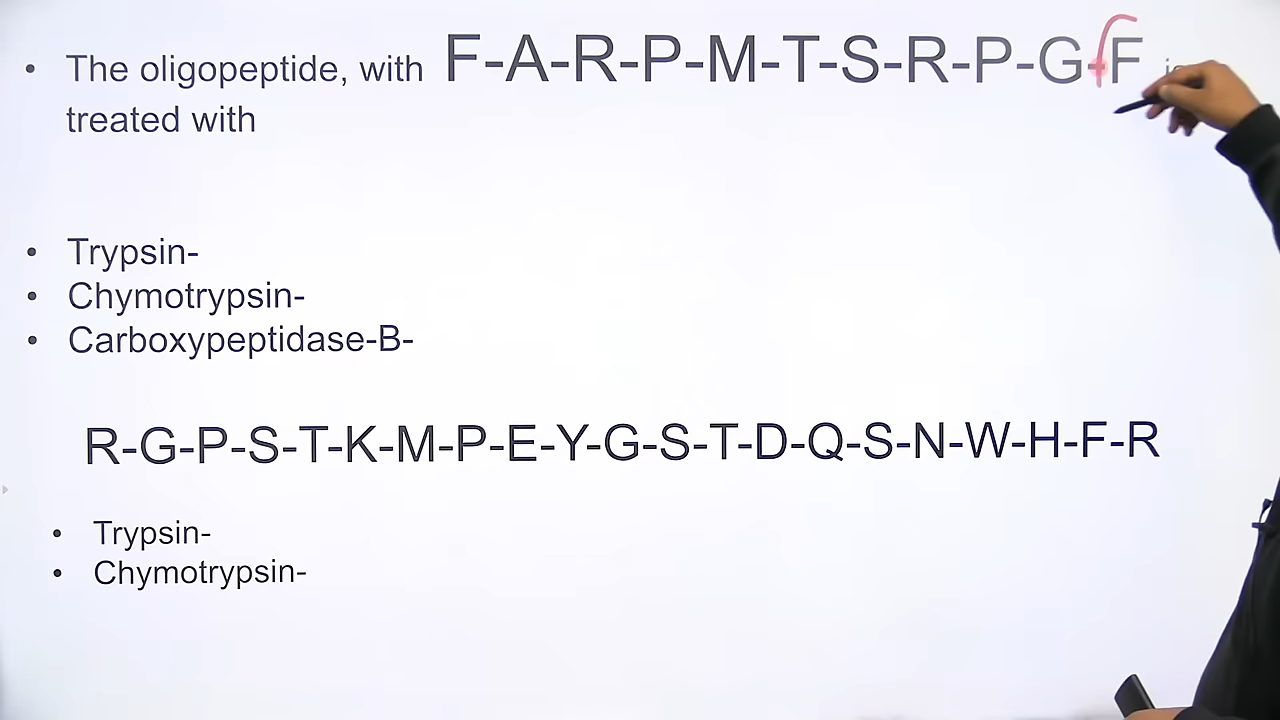 • The oligopeptide, with F-A-R-P-M-T-S-R-P-G-F
treated with
• Trypsin-
• Chymotrypsin-
• Carboxypeptidase-B-
R-G-P-S-T-K-M-P-E-Y-G-S-T-D-Q-S-N-W-H-F-R
• Trypsin-
• Chymotrypsin-